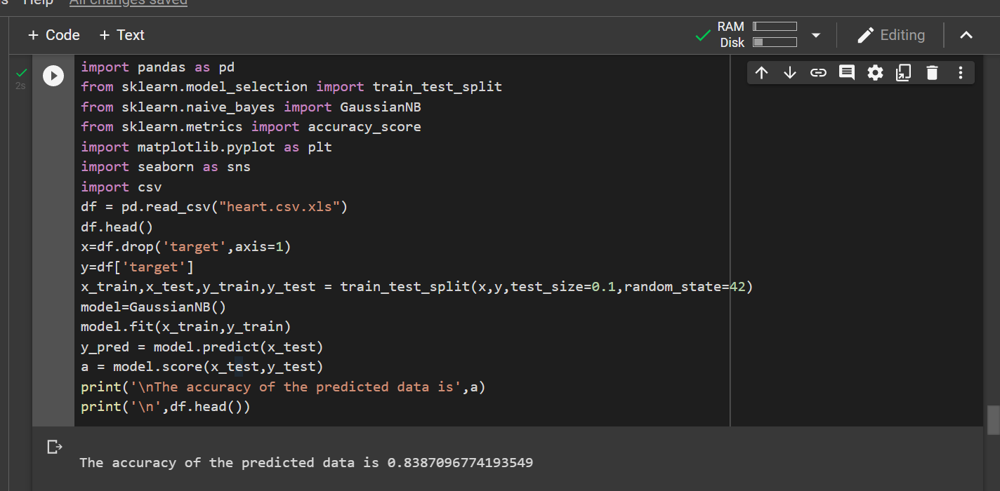 Help All changes saved
+ Code + Text
RAM
Disk
Editing
2s
import pandas as pd
from sklearn.model_selection import train_test_split
from sklearn.naive_bayes import GaussianNB
from sklearn.metrics import accuracy_score
import matplotlib.pyplot as plt
import seaborn as sns
import csv
df = pd.read_csv("heart.csv.xls")
df.head()
x=df.drop('target',axis=1)
y=df['target']
x_train,x_test,y_train,y_test = train_test_split(x,y,test_size=0.1,random_state=42)
model=GaussianNB()
model.fit(x_train,y_train)
y_pred = model.predict(x_test)
a = model.score(x_test,y_test)
print('\nThe accuracy of the predicted data is',a)
print('\n',df.head())
The accuracy of the predicted data is 0.8387096774193549